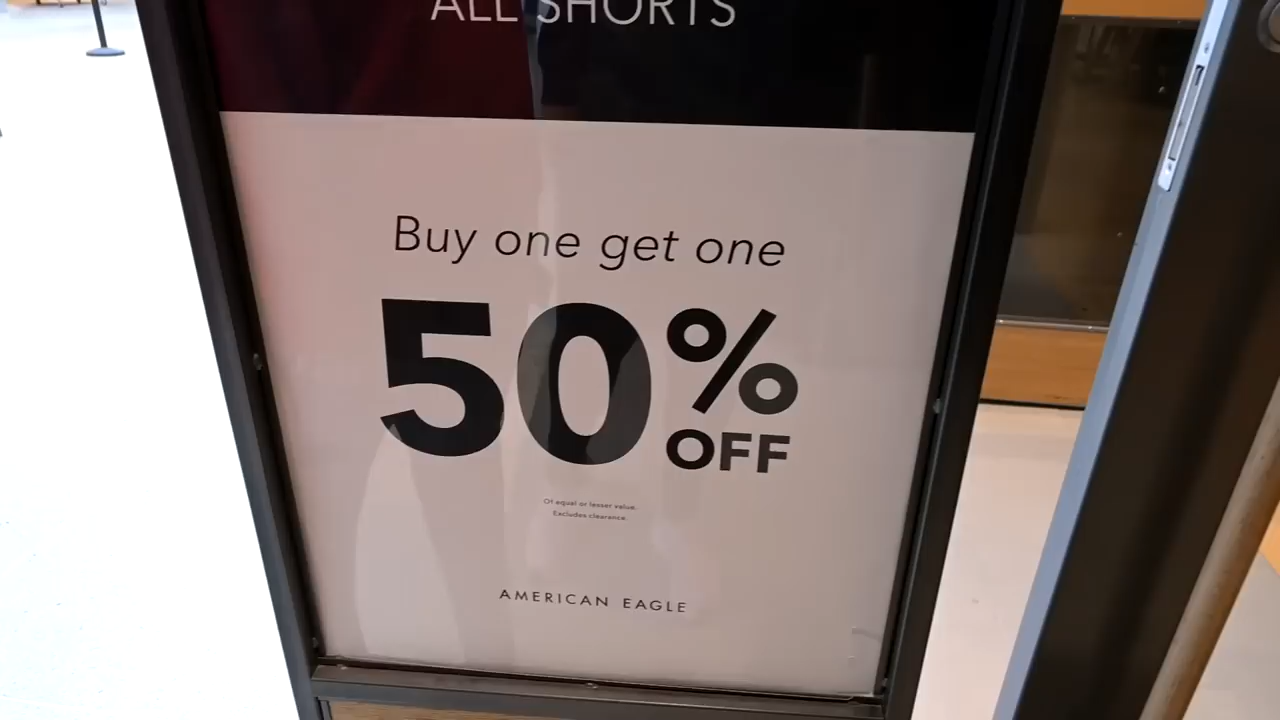 ALL SHORTS
Buy one get one
50%
OFF
Of equal or lesser value.
Excludes clearance.
AMERICAN EAGLE